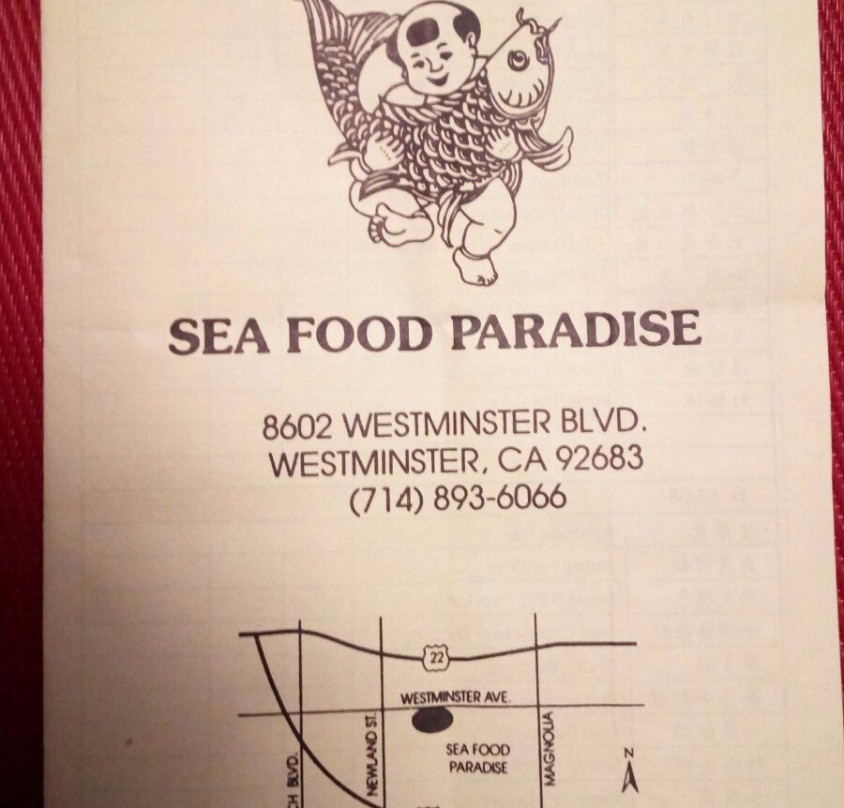 SEA FOOD PARADISE
8602 WESTMINSTER BLVD.
WESTMINSTER, CA 92683
(714) 893-6066
22
WESTMINSTER AVE.
NEWLAND ST.
MAGNOLIA
SEA FOOD
PARADISE
BLVD.
N